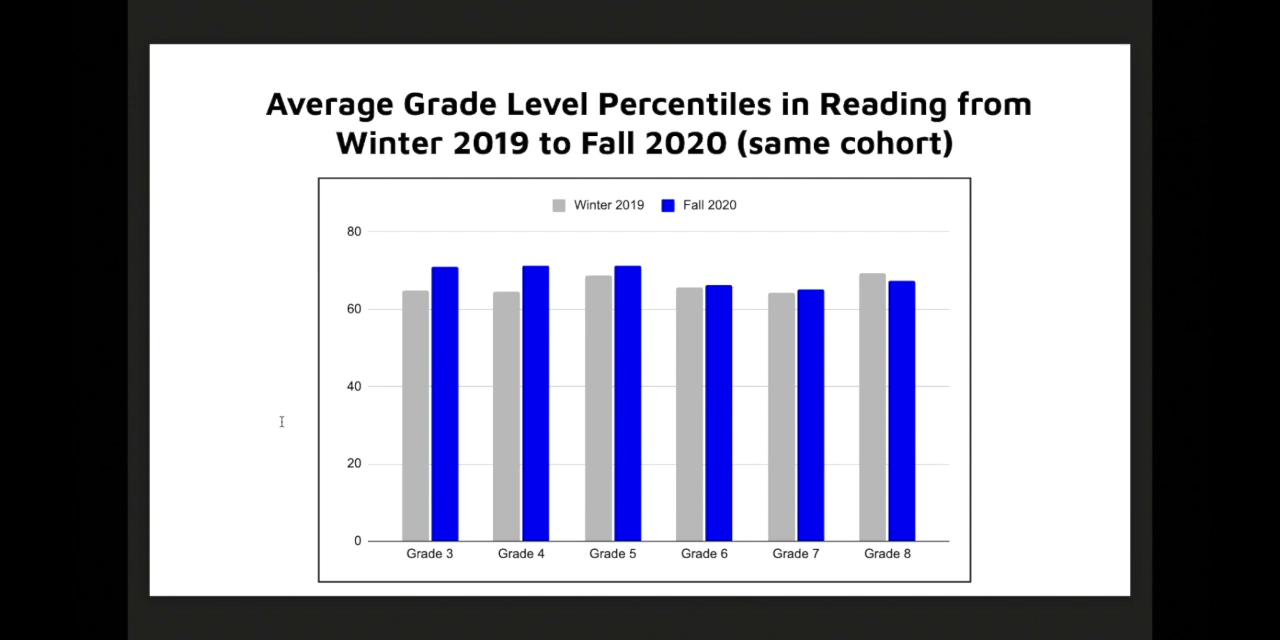 Average Grade Level Percentiles in Reading from
Winter 2019 to Fall 2020 (same cohort)
Winter 2019 Fall 2020
80
60
40
20
0
Grade 3 Grade 4 Grade 5 Grade 6 Grade 7 Grade 8